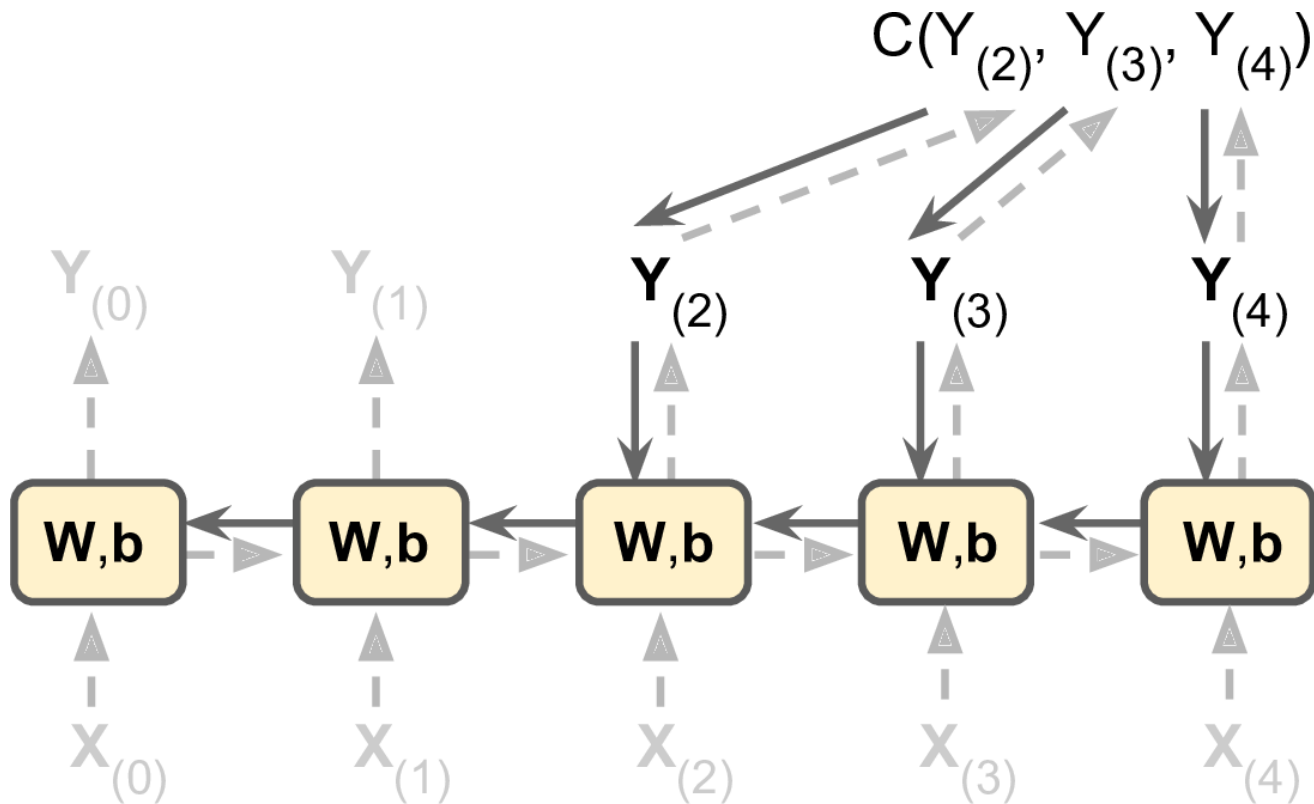 C(Y(2), Y(3), Y(4))
Y(0) Y(1) Y(2) Y(3) Y(4)
W,b W,b W,b W,b W,b
X(0) X(1) X(2) X(3) X(4)